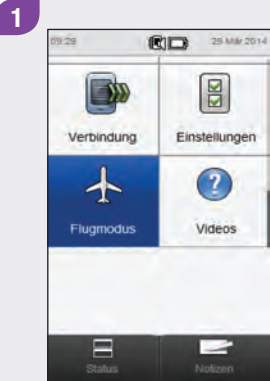 1
09:29 29 Mär 2014
Verbindung Einstellungen
Flugmodus Videos
Status Notizen